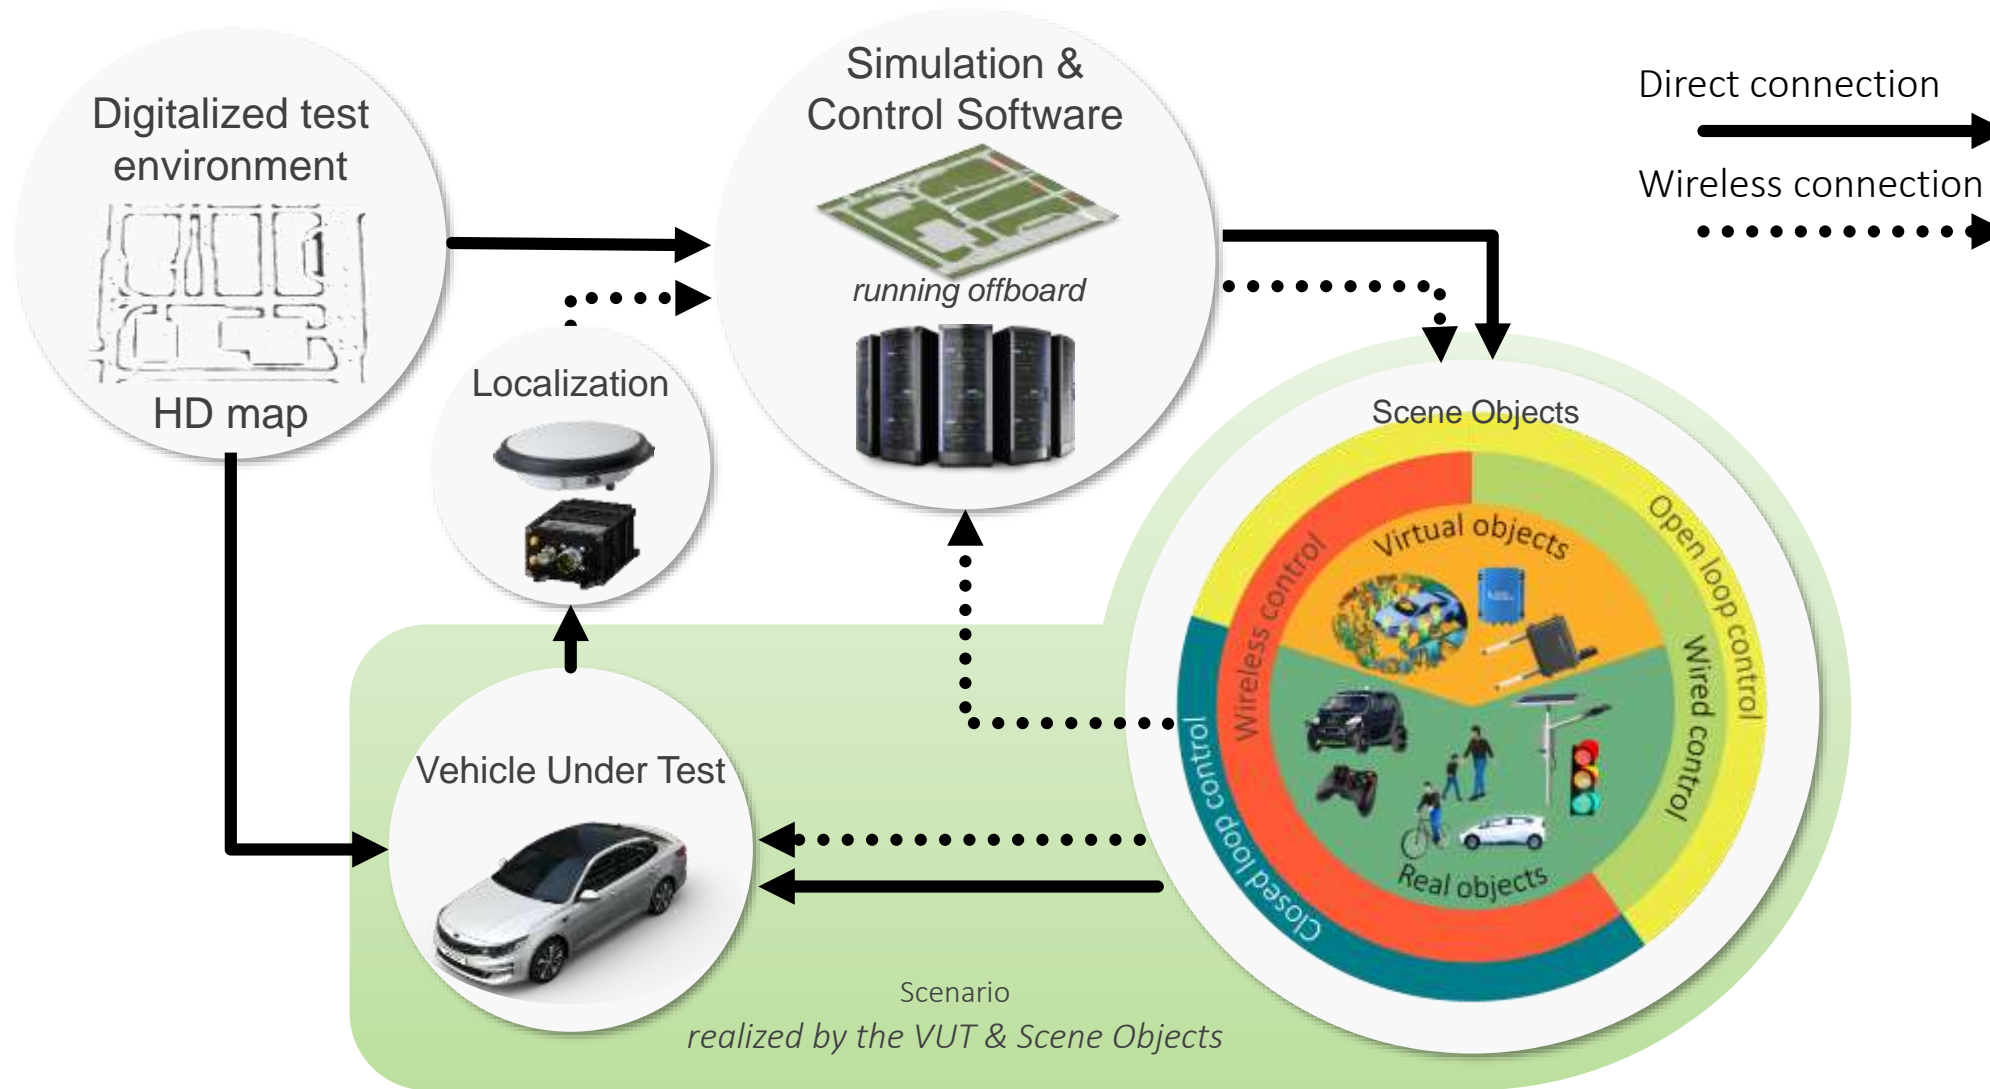 Digitalized test
environment
HD map
Simulation &
Control Software
running offboard
Direct connection
Wireless connection
Localization
Scene Objects
Open loop control
Closed loop control
Wireless control
Wired control
Virtual objects
Real objects
Vehicle Under Test
Scenario
realized by the VUT & Scene Objects